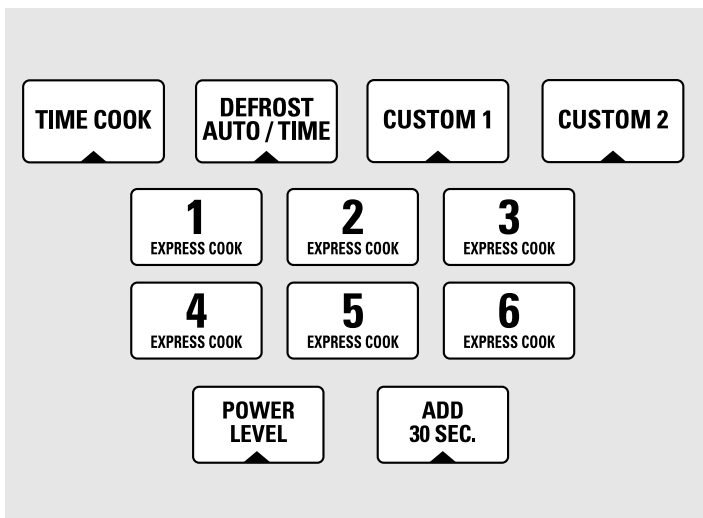 TIME COOK
DEFROST
AUTO / TIME
CUSTOM 1
CUSTOM 2
1
EXPRESS COOK
2
EXPRESS COOK
3
EXPRESS COOK
4
EXPRESS COOK
5
EXPRESS COOK
6
EXPRESS COOK
POWER
LEVEL
ADD
30 SEC.